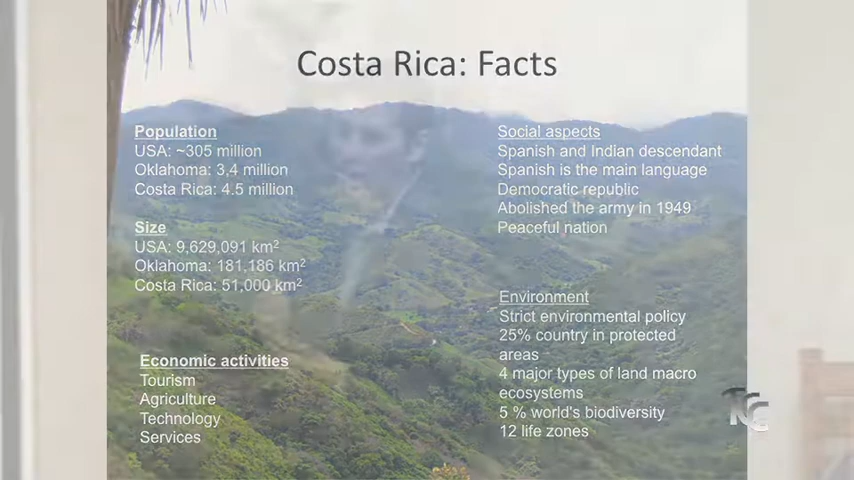 Costa Rica: Facts
Population
USA: ~305 million
Oklahoma: 3,4 million
Costa Rica: 4.5 million
Size
USA: 9,629,091 km²
Oklahoma: 181,186 km²
Costa Rica: 51,000 km²
Economic activities
Tourism
Agriculture
Technology
Services
Social aspects
Spanish and Indian descendant
Spanish is the main language
Democratic republic
Abolished the army in 1949
Peaceful nation
Environment
Strict environmental policy
25% country in protected
areas
4 major types of land macro
ecosystems
5 % world's biodiversity
12 life zones